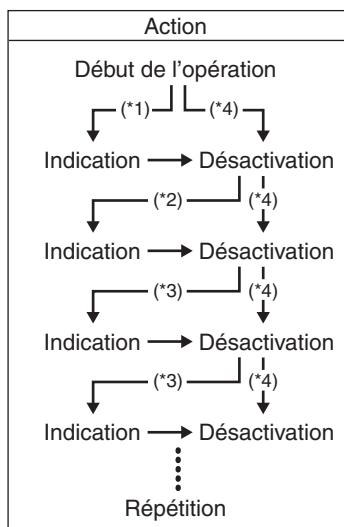 Action
Début de l'opération
(*1) (*4)
Indication Désactivation
(*2) (*4)
Indication Désactivation
(*3) (*4)
Indication Désactivation
(*3) (*4)
Indication Désactivation
Répétition